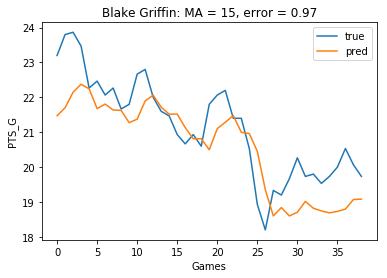 Blake Griffin: MA = 15, error = 0.97
true
pred
PTS_G
24
23
22
21
20
19
18
0 5 10 15 20 25 30 35
Games